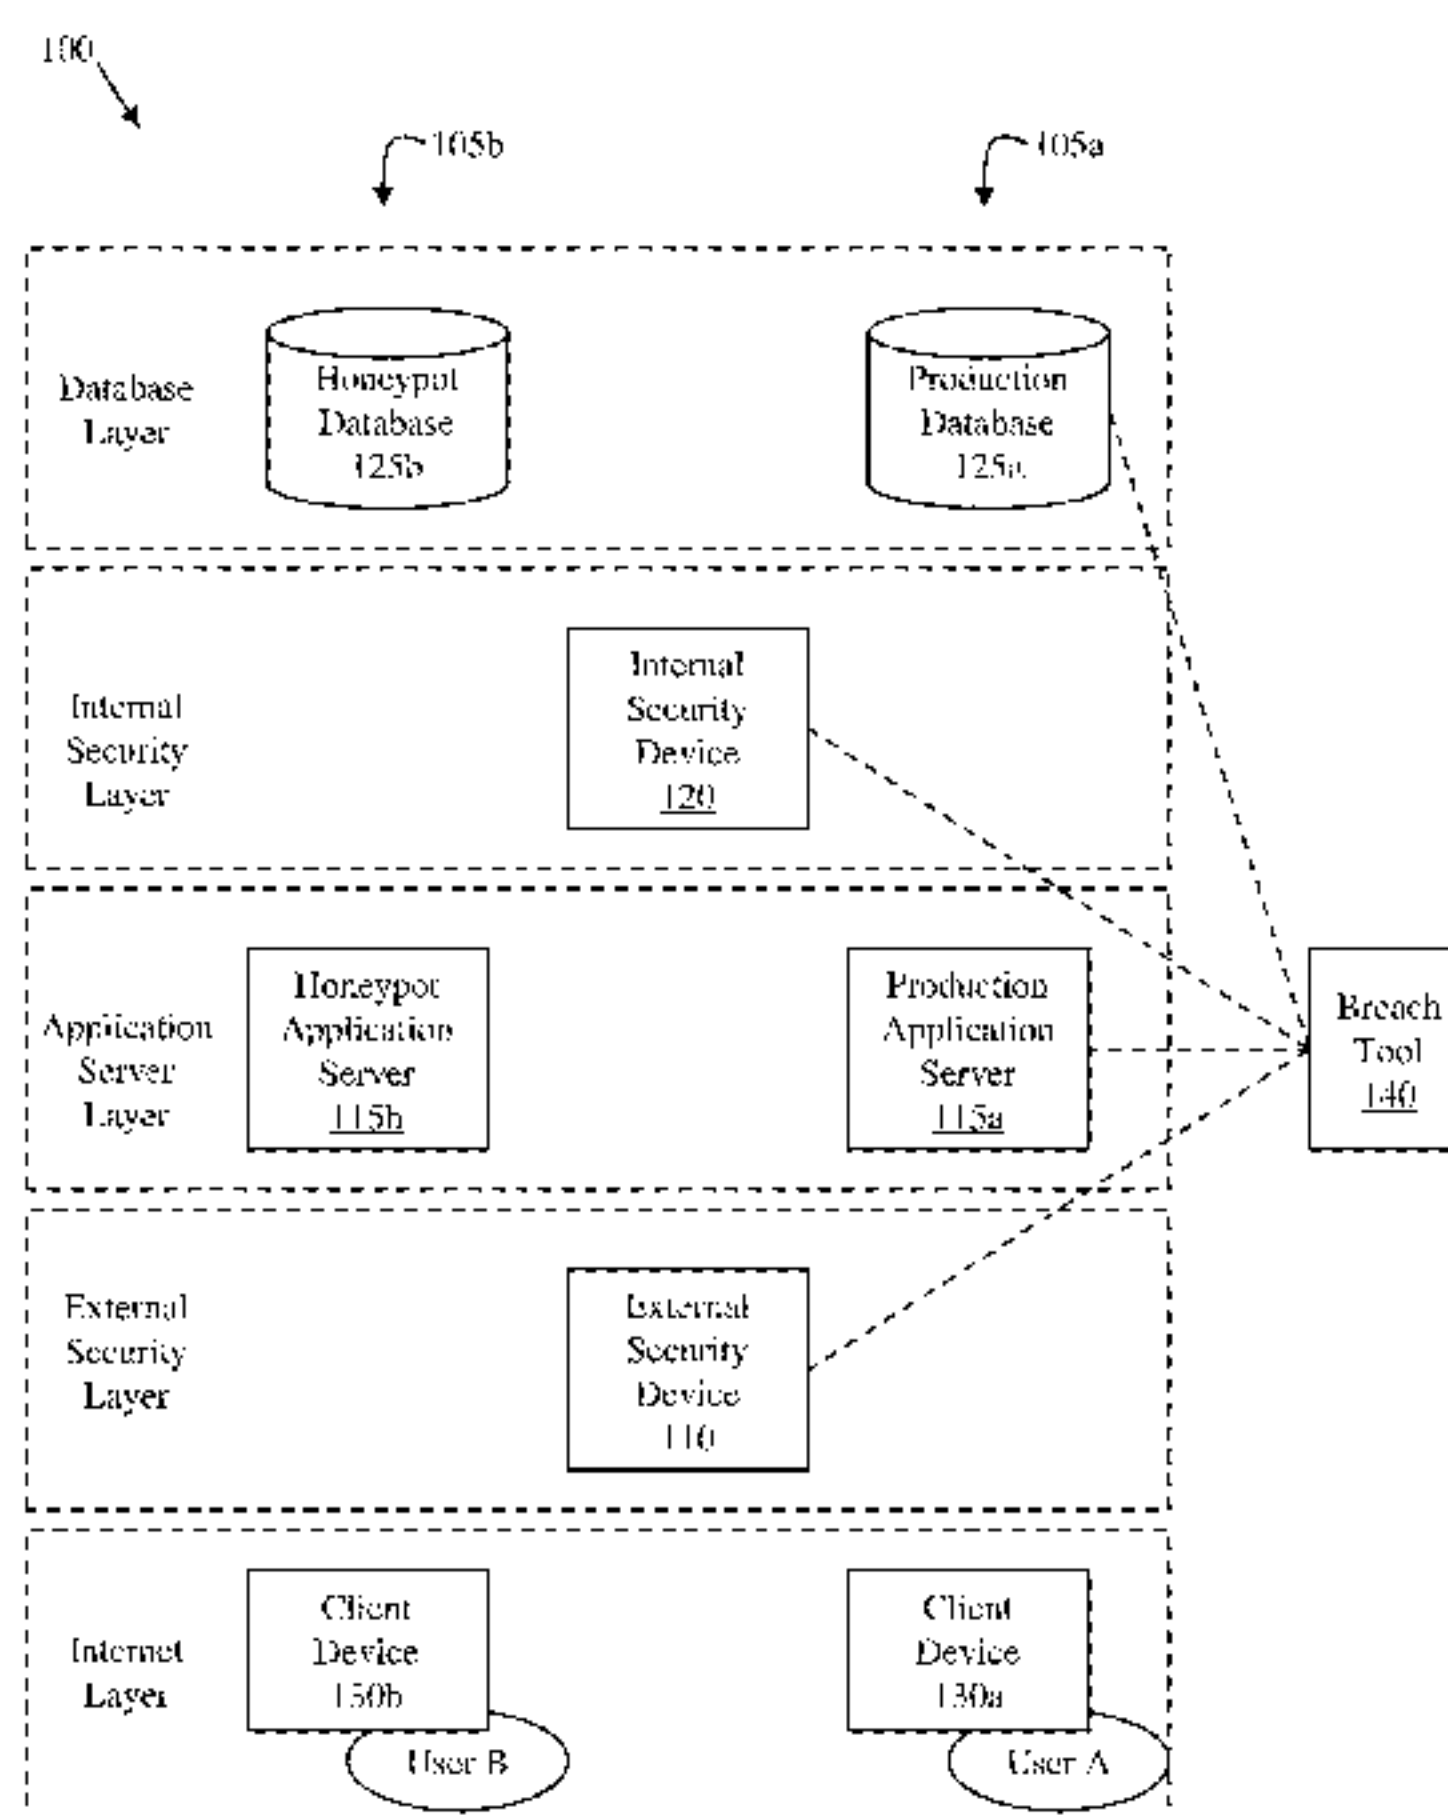 100
105b
105a
Database
Layer
Honeypot
Database
125b
Production
Database
125a
Internal
Security
Layer
Internal
Security
Device
120
Application
Server
Layer
Honeypot
Application
Server
115b
Production
Application
Server
115a
Breach
Tool
140
External
Security
Layer
External
Security
Device
110
Internet
Layer
Client
Device
130b
User B
Client
Device
130a
User A